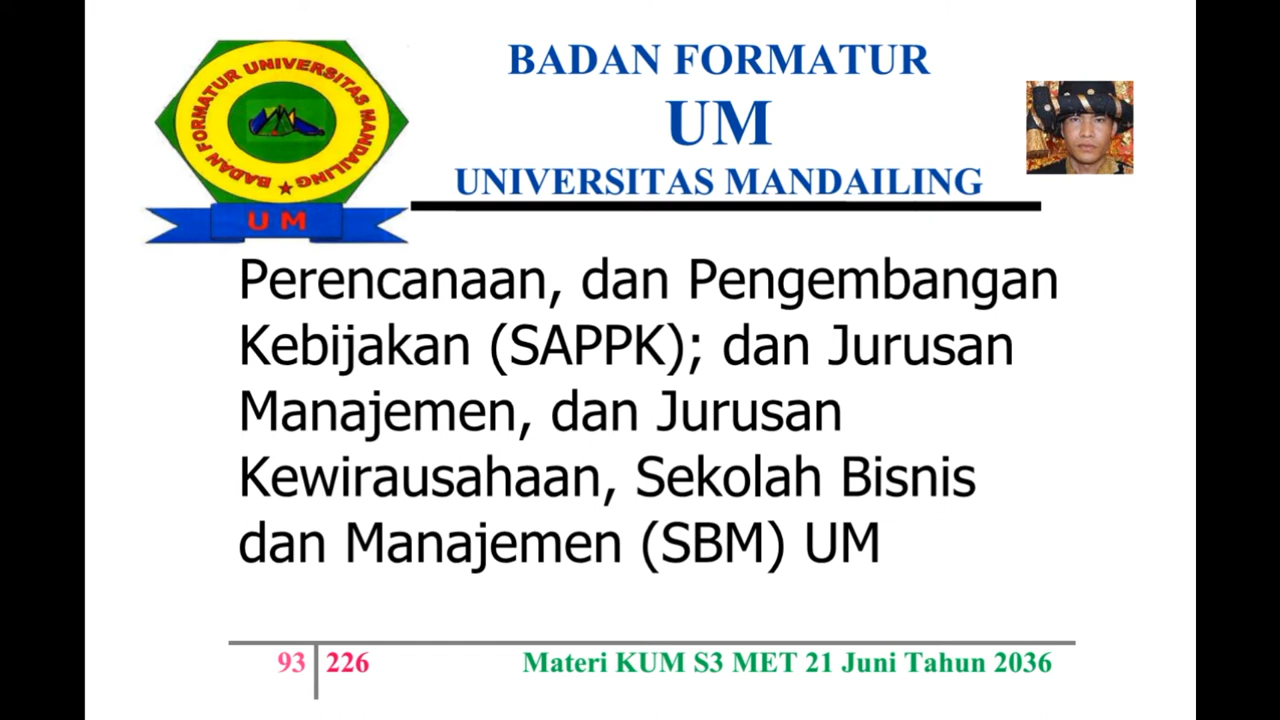 BADAN FORMATUR UNIVERSITAS MANDAILING
U M
BADAN FORMATUR
UM
UNIVERSITAS MANDAILING
Perencanaan, dan Pengembangan
Kebijakan (SAPPK); dan Jurusan
Manajemen, dan Jurusan
Kewirausahaan, Sekolah Bisnis
dan Manajemen (SBM) UM
93 226 Materi KUM S3 MET 21 Juni Tahun 2036